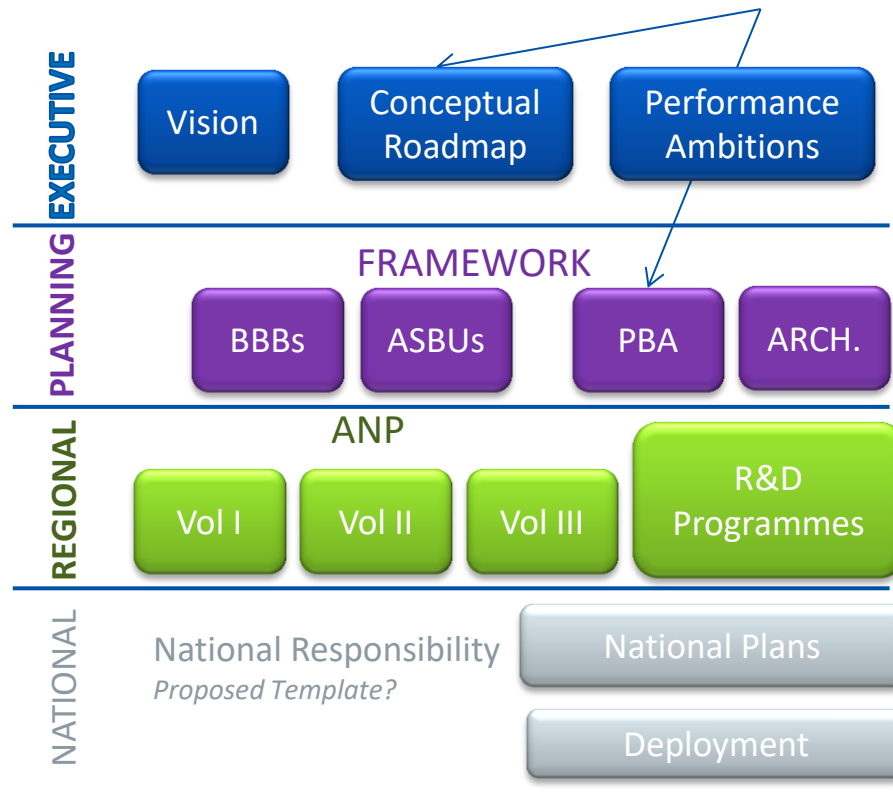 EXECUTIVE
Vision
Conceptual
Roadmap
Performance
Ambitions
PLANNING
FRAMEWORK
BBBs
ASBUs
PBA
ARCH.
REGIONAL
ANP
Vol I
Vol II
Vol III
R&D
Programmes
NATIONAL
National Responsibility
Proposed Template?
National Plans
Deployment